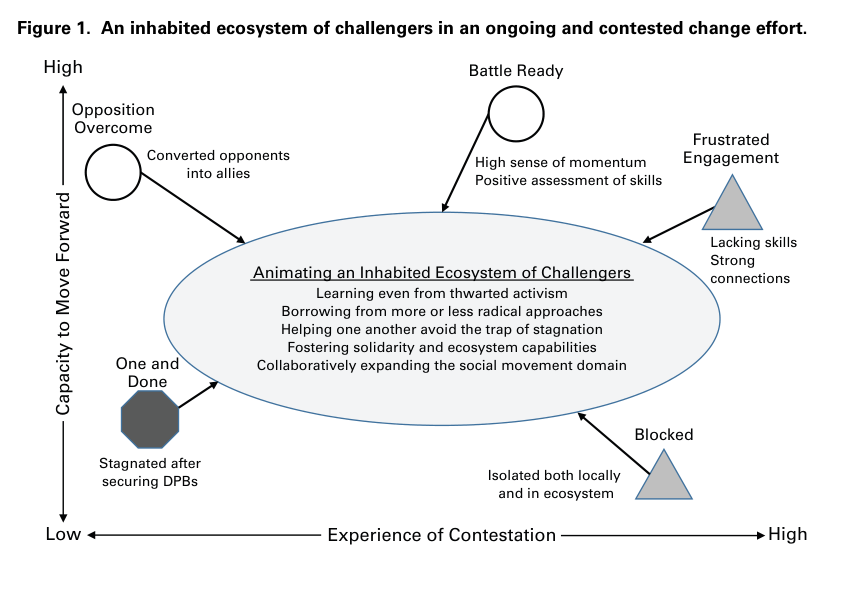 Figure 1. An inhabited ecosystem of challengers in an ongoing and contested change effort.
High
Battle Ready
Opposition
Overcome
Converted opponents
into allies
High sense of momentum
Positive assessment of skills
Frustrated
Engagement
Lacking skills
Strong
connections
Capacity to Move Forward
Animating an Inhabited Ecosystem of Challengers
Learning even from thwarted activism
Borrowing from more or less radical approaches
Helping one another avoid the trap of stagnation
Fostering solidarity and ecosystem capabilities
Collaboratively expanding the social movement domain
One and
Done
Stagnated after
securing DPBs
Blocked
Isolated both locally
and in ecosystem
Low
Experience of Contestation
High